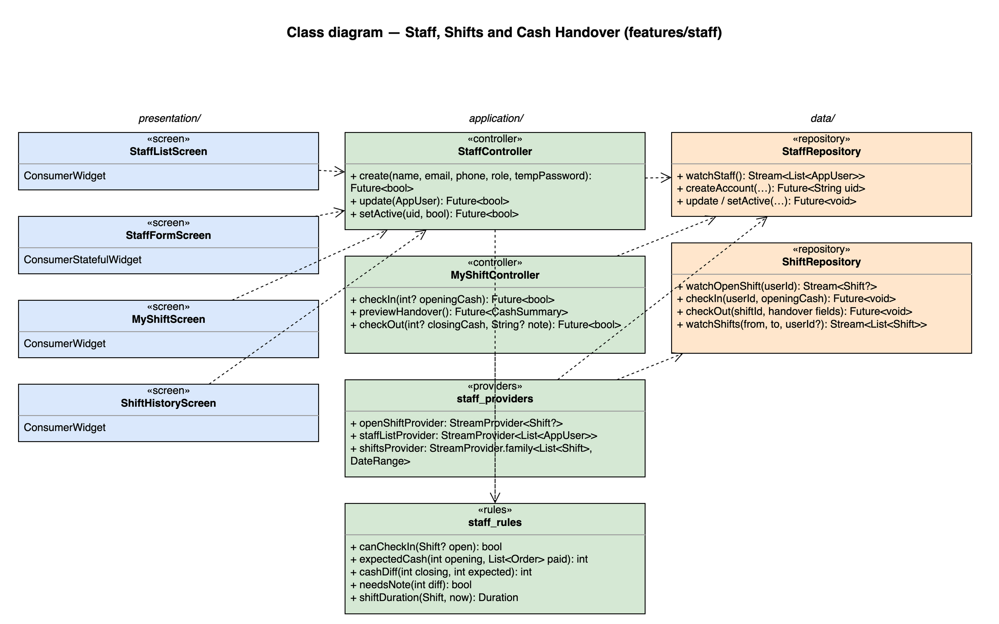 Class diagram — Staff, Shifts and Cash Handover (features/staff)
presentation/
«screen»
StaffListScreen
ConsumerWidget
«screen»
StaffFormScreen
ConsumerStatefulWidget
«screen»
MyShiftScreen
ConsumerWidget
«screen»
ShiftHistoryScreen
ConsumerWidget
application/
«controller»
StaffController
+ create(name, email, phone, role, tempPassword):
Future<bool>
+ update(AppUser): Future<bool>
+ setActive(uid, bool): Future<bool>
«controller»
MyShiftController
+ checkIn(int? openingCash): Future<bool>
+ previewHandover(): Future<CashSummary>
+ checkOut(int? closingCash, String? note): Future<bool>
«providers»
staff_providers
+ openShiftProvider: StreamProvider<Shift?>
+ staffListProvider: StreamProvider<List<AppUser>>
+ shiftsProvider: StreamProvider.family<List<Shift>,
DateRange>
«rules»
staff_rules
+ canCheckIn(Shift? open): bool
+ expectedCash(int opening, List<Order> paid): int
+ cashDiff(int closing, int expected): int
+ needsNote(int diff): bool
+ shiftDuration(Shift, now): Duration
data/
«repository»
StaffRepository
+ watchStaff(): Stream<List<AppUser>>
+ createAccount(…): Future<String uid>
+ update / setActive(…): Future<void>
«repository»
ShiftRepository
+ watchOpenShift(userId): Stream<Shift?>
+ checkIn(userId, openingCash): Future<void>
+ checkOut(shiftId, handover fields): Future<void>
+ watchShifts(from, to, userId?): Stream<List<Shift>>